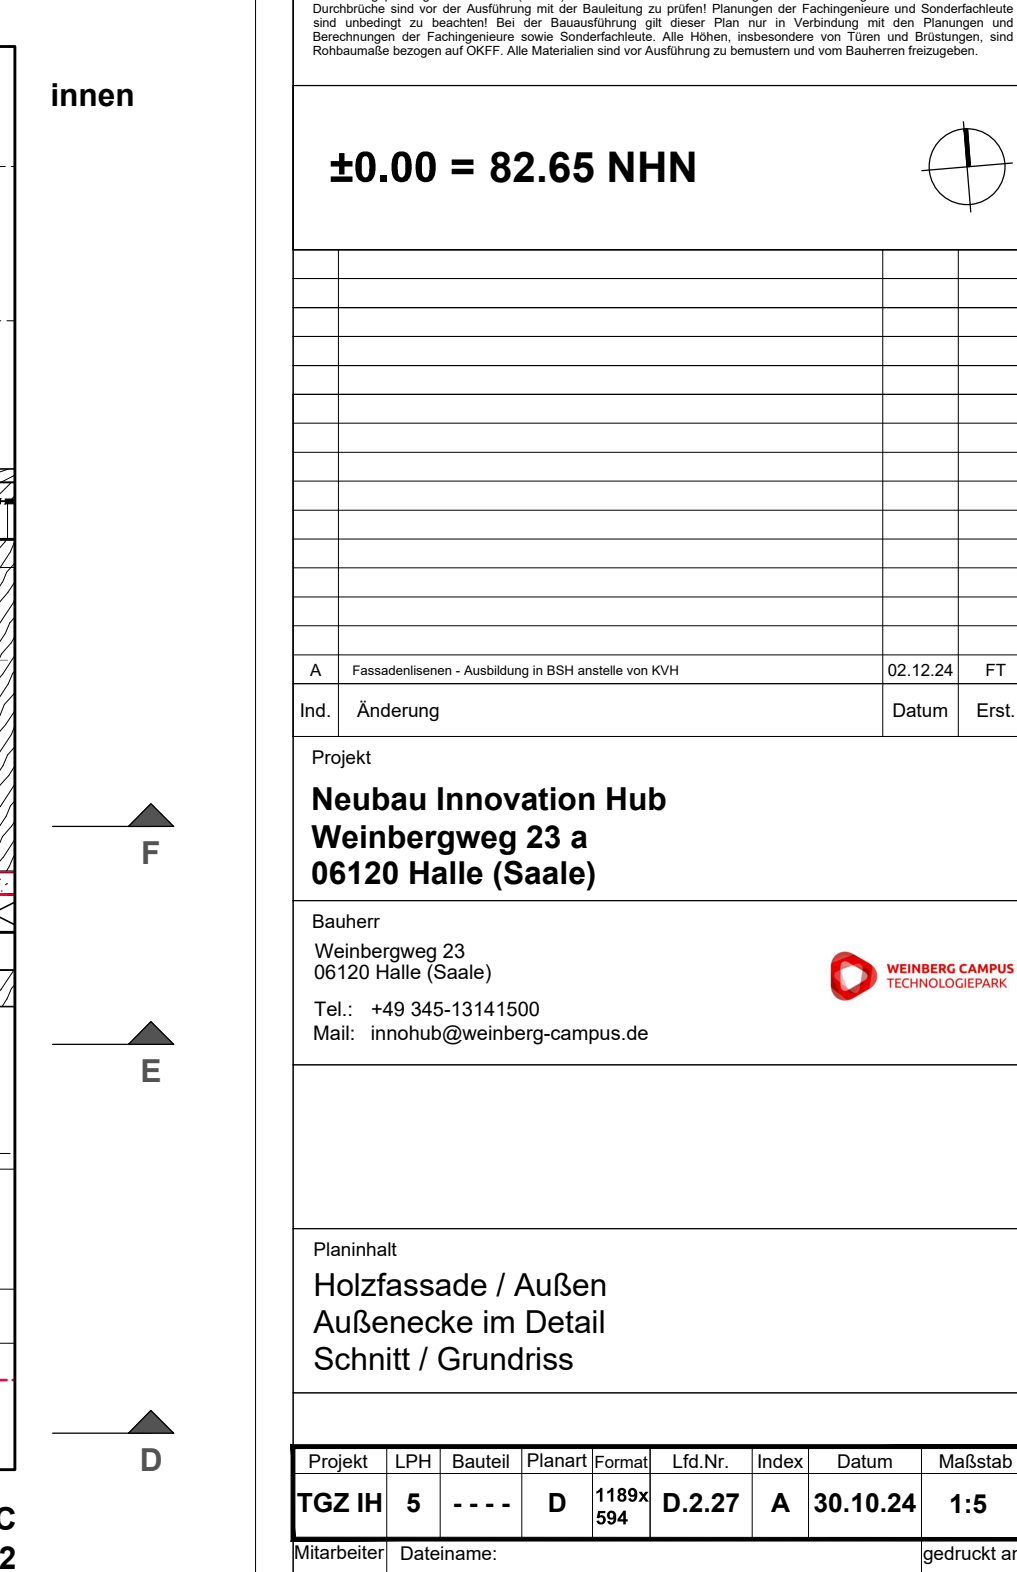 Durchbrüche sind vor der Ausführung mit der Bauleitung zu prüfen! Planungen der Fachingenieure und Sonderfachleute
sind unbedingt zu beachten! Bei der Bauausführung gilt dieser Plan nur in Verbindung mit den Planungen und
Berechnungen der Fachingenieure sowie Sonderfachleute. Alle Höhen, insbesondere von Türen und Brüstungen, sind
Rohbaumaße bezogen auf OKFF. Alle Materialien sind vor Ausführung zu bemustern und vom Bauherren freizugeben.
innen
±0.00 = 82.65 NHN
A Fassadenlisenen - Ausbildung in BSH anstelle von KVH 02.12.24 FT
Ind. Änderung Datum Erst.
Projekt
Neubau Innovation Hub
Weinbergweg 23 a
06120 Halle (Saale)
F
Bauherr
Weinbergweg 23
06120 Halle (Saale)
WEINBERG CAMPUS
TECHNOLOGIEPARK
Tel.: +49 345-13141500
Mail: innohub@weinberg-campus.de
E
Planinhalt
Holzfassade / Außen
Außenecke im Detail
Schnitt / Grundriss
D
Projekt LPH Bauteil Planart Format Lfd.Nr. Index Datum Maßstab
TGZ IH 5 - - - - D 1189x D.2.27 A 30.10.24 1:5
594
C
2
Mitarbeiter Dateiname: gedruckt